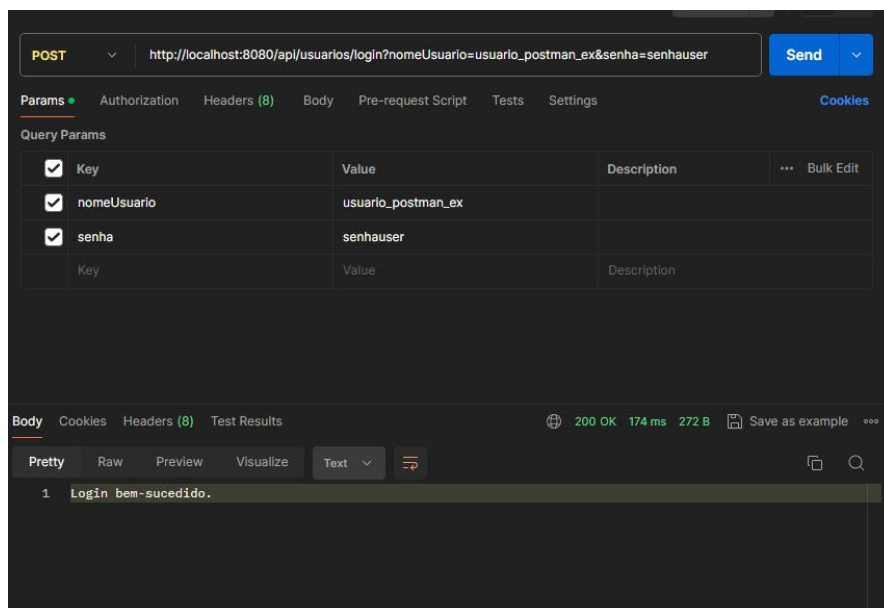 POST http://localhost:8080/api/usuarios/login?nomeUsuario=usuario_postman_ex&senha=senhauser Send
Params Authorization Headers (8) Body Pre-request Script Tests Settings Cookies
Query Params
Key Value Description ... Bulk Edit
nomeUsuario usuario_postman_ex
senha senhauser
Key Value Description
Body Cookies Headers (8) Test Results 200 OK 174 ms 272 B Save as example
Pretty Raw Preview Visualize Text
1 Login bem-sucedido.